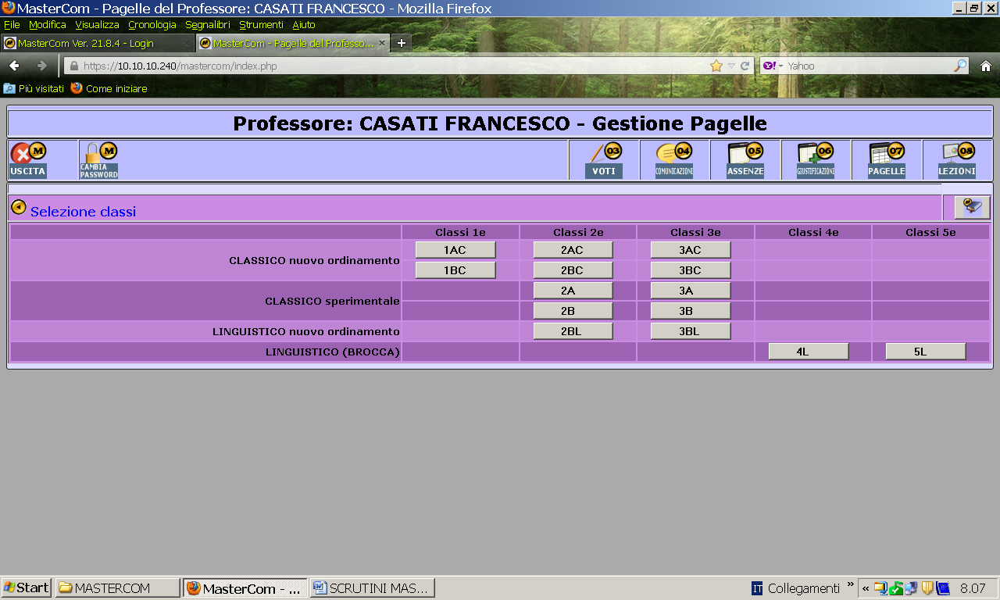 MasterCom - Pagelle del Professore: CASATI FRANCESCO - Mozilla Firefox
File Modifica Visualizza Cronologia Segnalibri Strumenti Aiuto
MasterCom Ver. 21.8.4 - Login MasterCom - Pagelle del Professo...
https://10.10.10.240/mastercom/index.php Yahoo
Più visitati Come iniziare
Professore: CASATI FRANCESCO - Gestione Pagelle
M M 03 04 05 06 07 08
USCITA CAMBIA PASSWORD VOTI COMUNICAZIONI ASSENZE GIUSTIFICAZIONI PAGELLE LEZIONI
Selezione classi
Classi 1e Classi 2e Classi 3e Classi 4e Classi 5e
CLASSICO nuovo ordinamento 1AC 2AC 3AC
1BC 2BC 3BC
CLASSICO sperimentale 2A 3A
2B 3B
LINGUISTICO nuovo ordinamento 2BL 3BL
LINGUISTICO (BROCCA) 4L 5L
Start MASTERCOM MasterCom - ... SCRUTINI MAS... IT Collegamenti » « 8.07